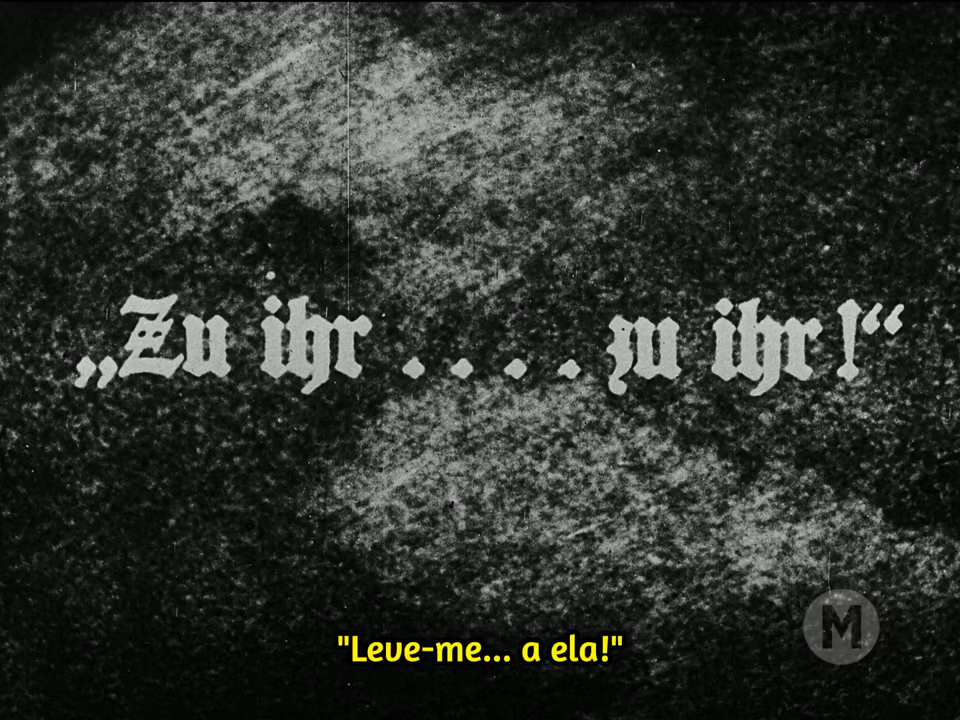 „Zu ihr . . . . zu ihr!“
M
"Leve-me... a ela!"